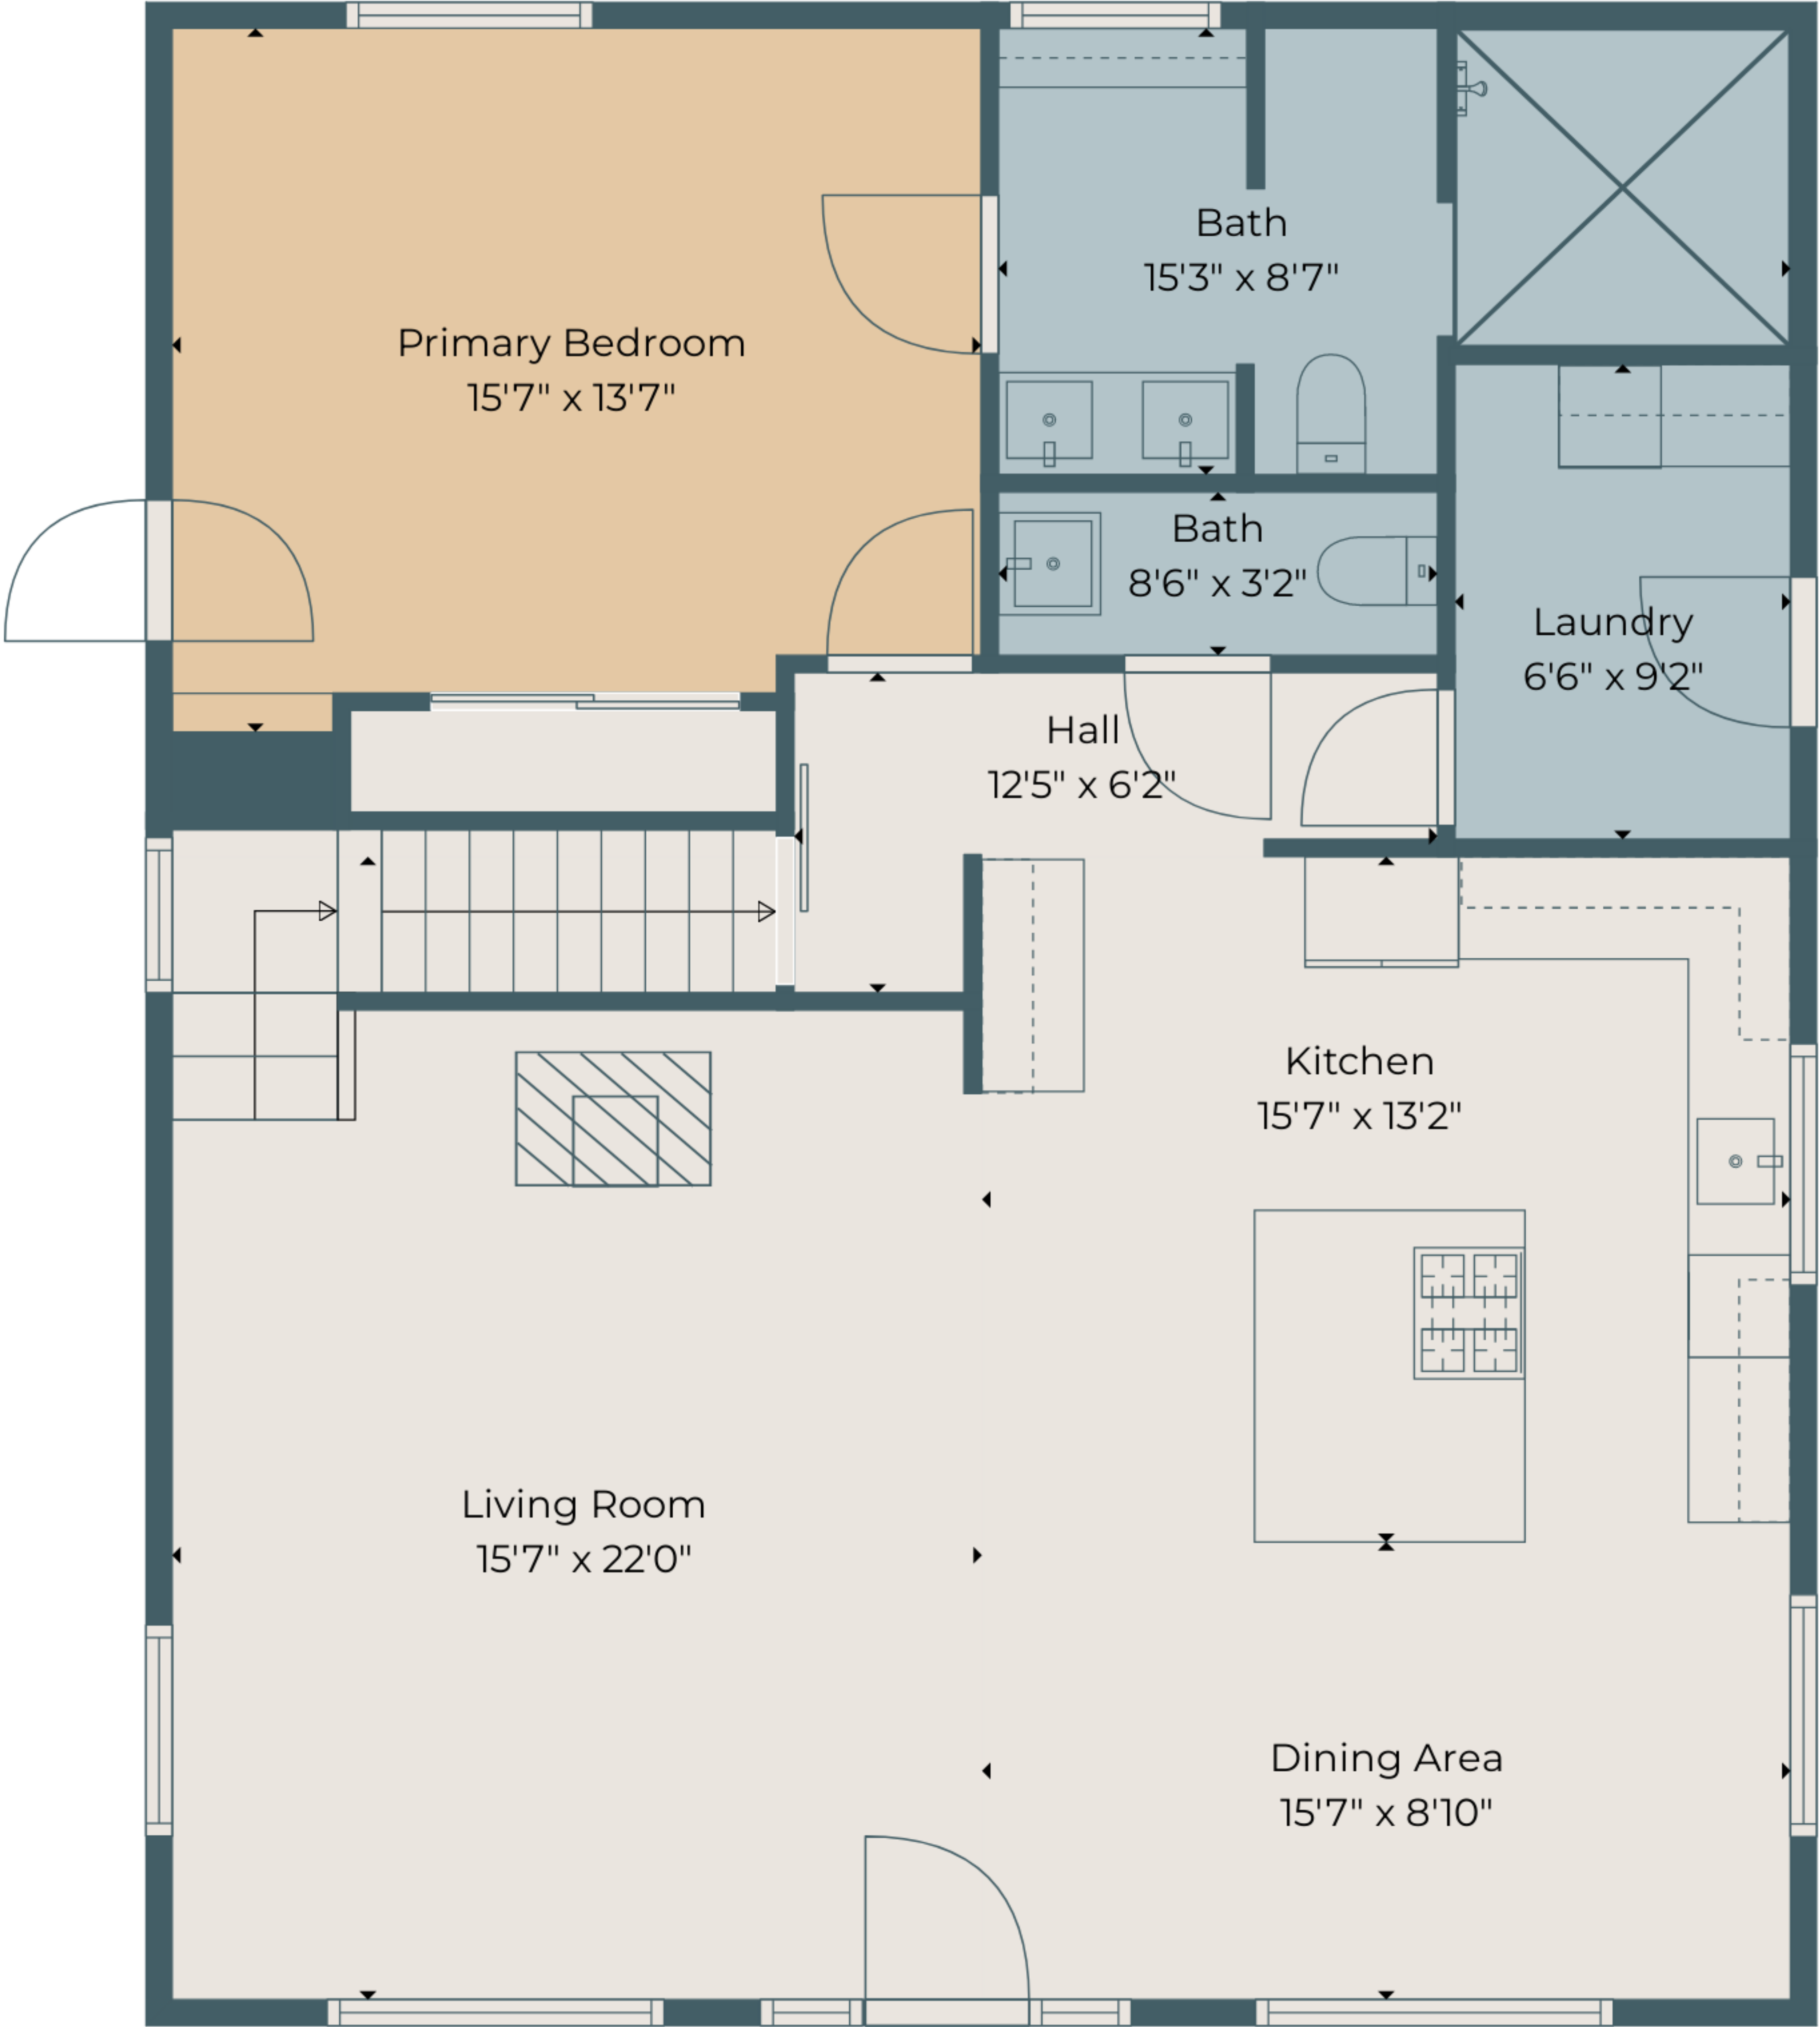 Bath
15'3" x 8'7"
Primary Bedroom
15'7" x 13'7"
Bath
8'6" x 3'2"
Laundry
6'6" x 9'2"
Hall
12'5" x 6'2"
Kitchen
15'7" x 13'2"
Living Room
15'7" x 22'0"
Dining Area
15'7" x 8'10"